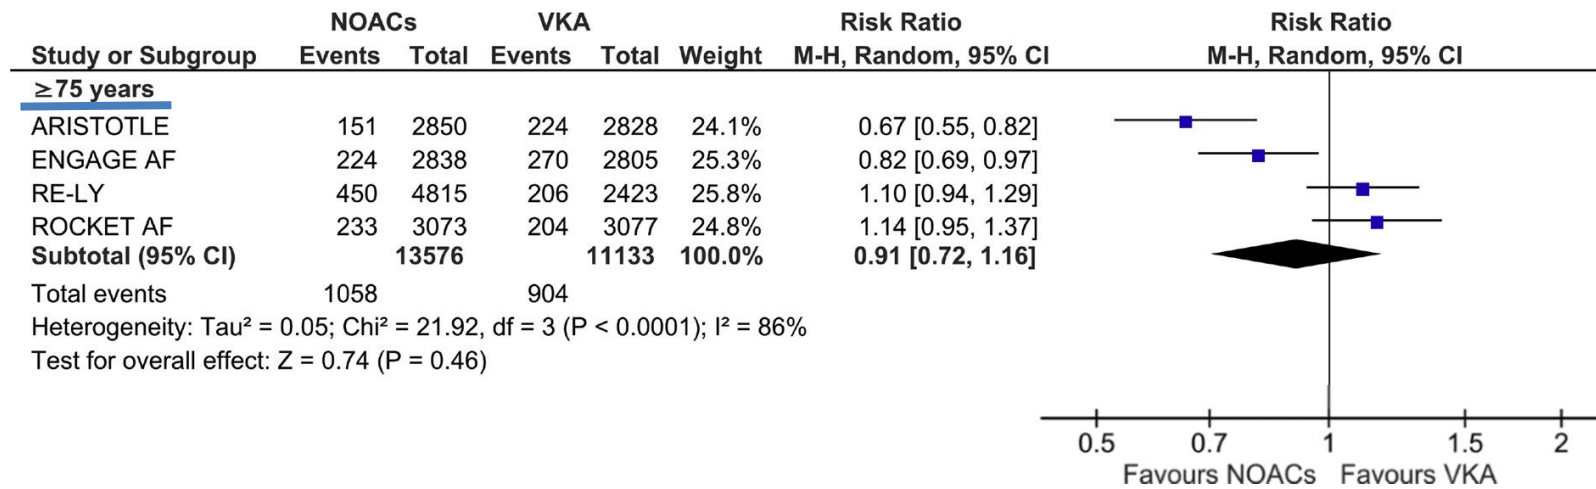 NOACs VKA Risk Ratio Risk Ratio
Study or Subgroup Events Total Events Total Weight M-H, Random, 95% CI M-H, Random, 95% CI
≥75 years
ARISTOTLE 151 2850 224 2828 24.1% 0.67 [0.55, 0.82]
ENGAGE AF 224 2838 270 2805 25.3% 0.82 [0.69, 0.97]
RE-LY 450 4815 206 2423 25.8% 1.10 [0.94, 1.29]
ROCKET AF 233 3073 204 3077 24.8% 1.14 [0.95, 1.37]
Subtotal (95% CI) 13576 11133 100.0% 0.91 [0.72, 1.16]
Total events 1058 904
Heterogeneity: Tau² = 0.05; Chi² = 21.92, df = 3 (P < 0.0001); I² = 86%
Test for overall effect: Z = 0.74 (P = 0.46)
0.5 0.7 1 1.5 2
Favours NOACs Favours VKA